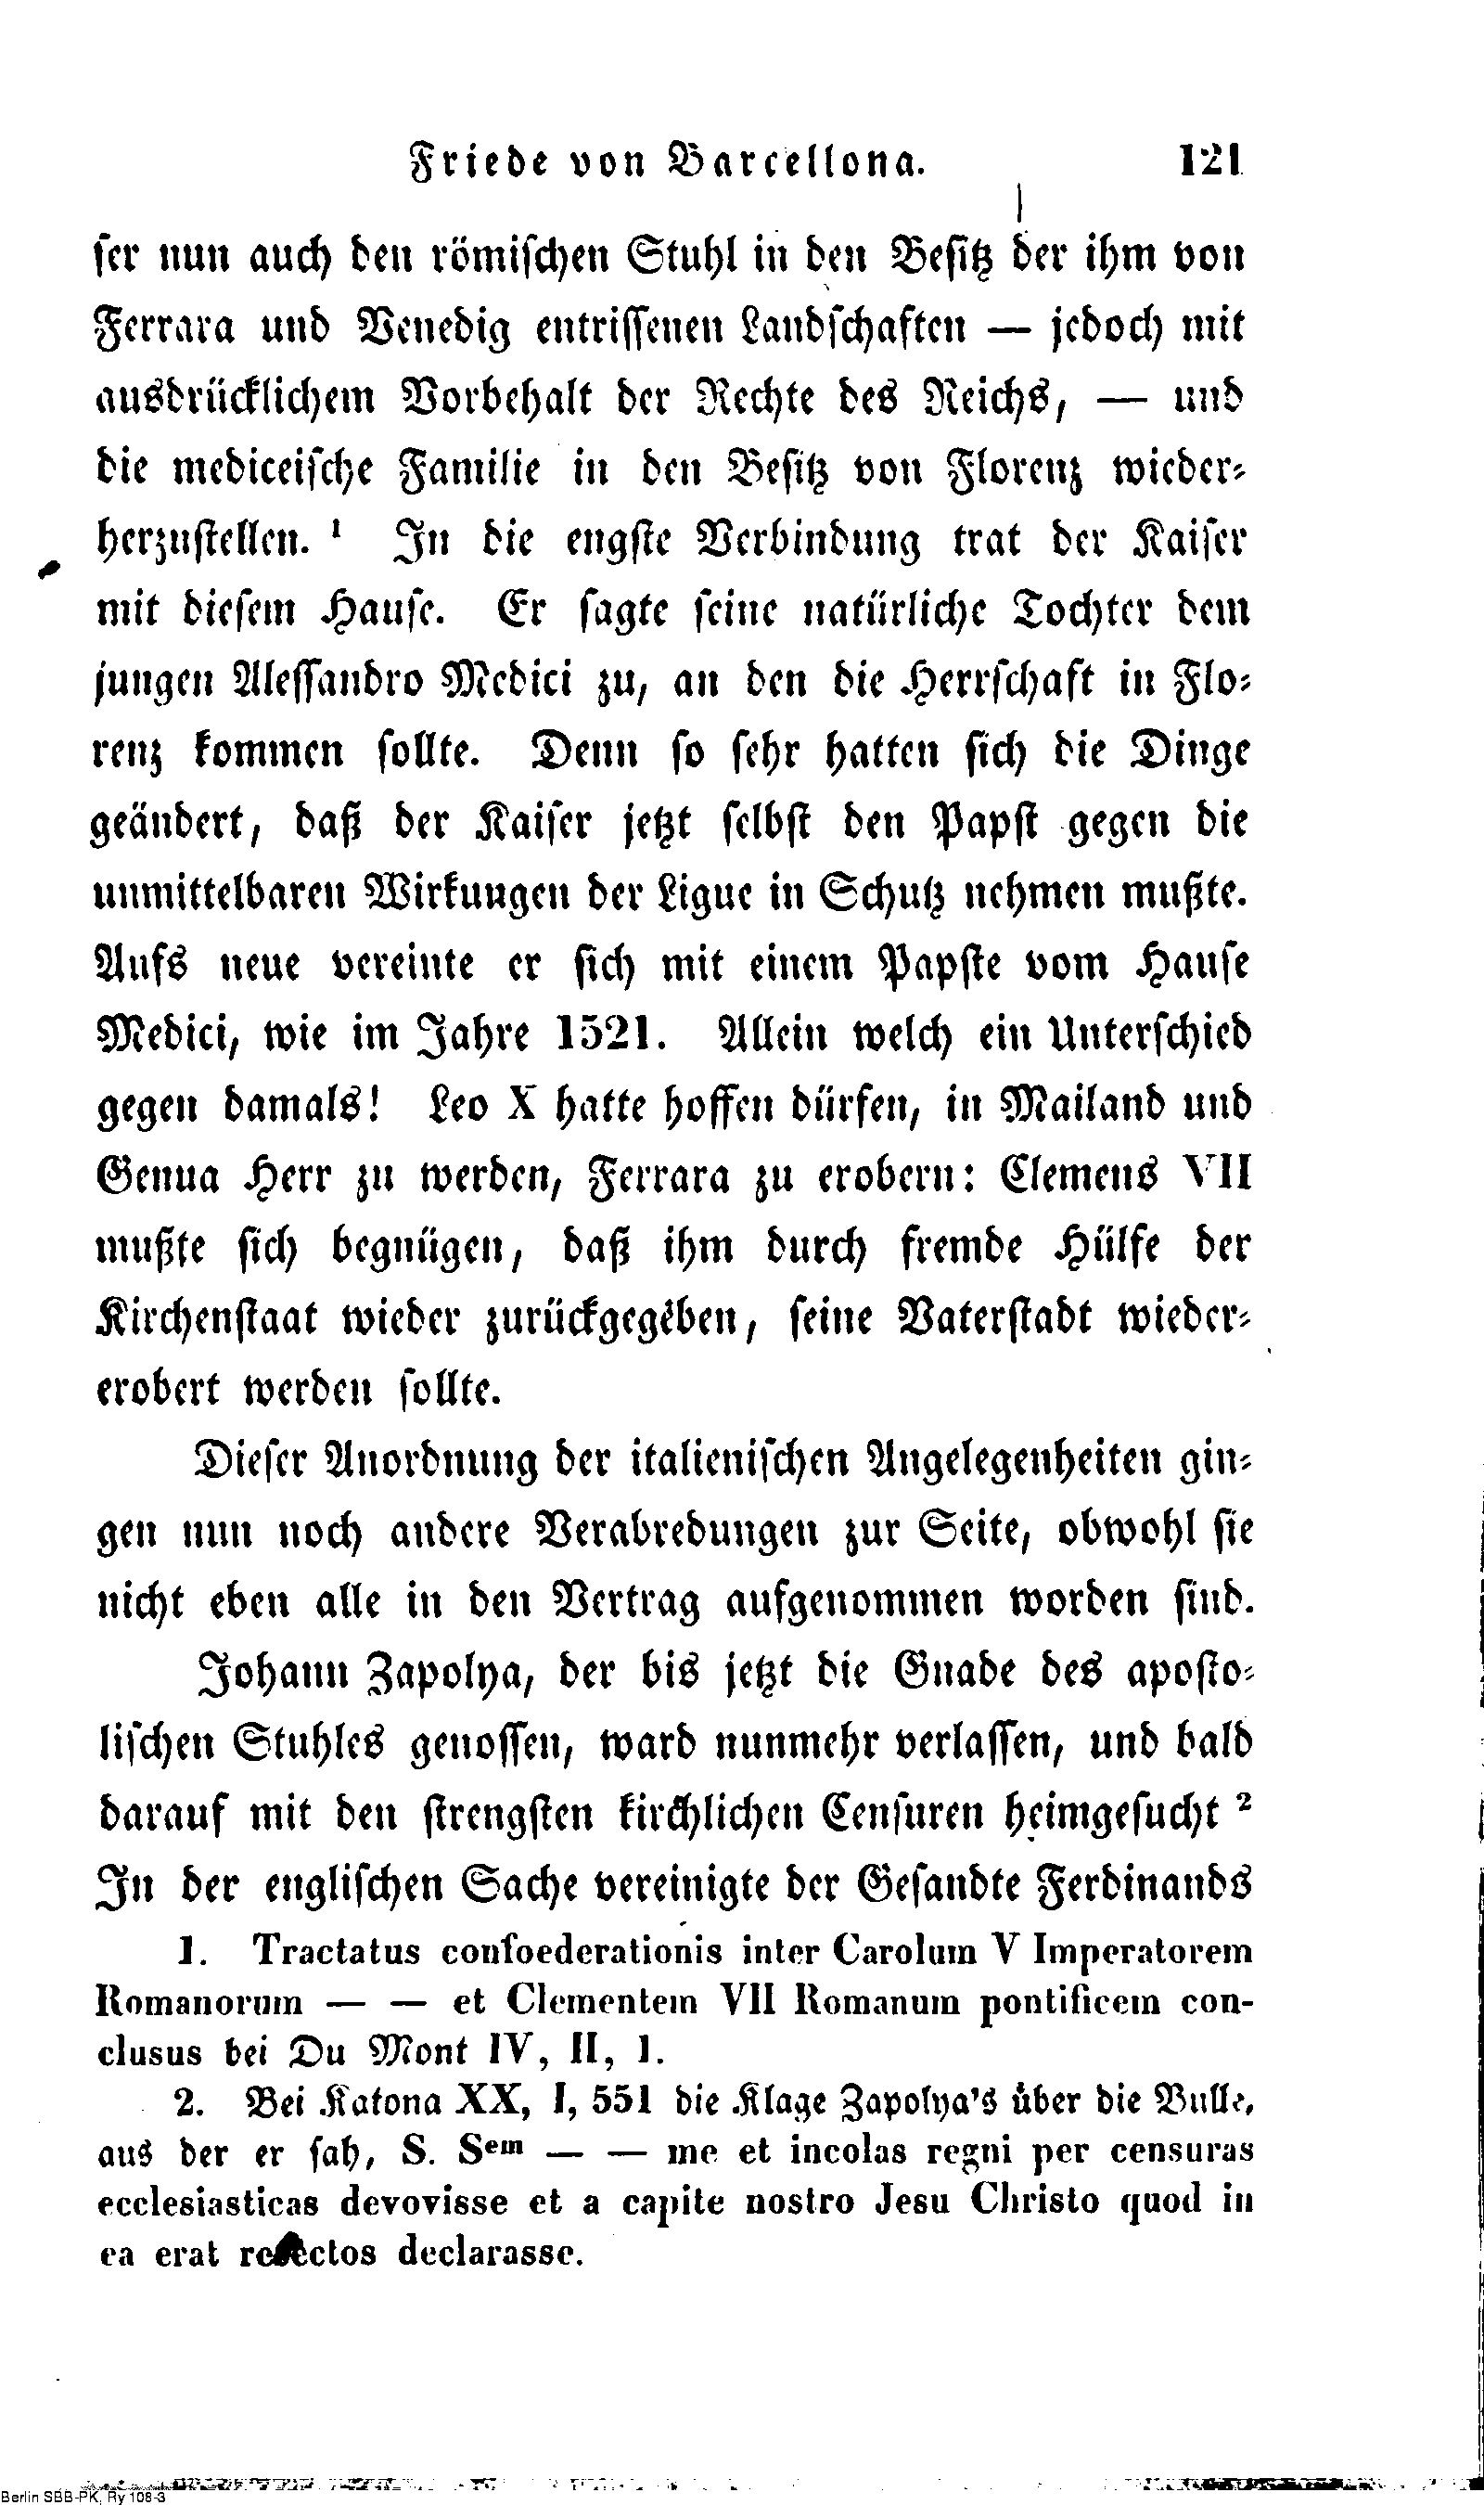 Friede von Barcellona. 121
ſer nun auch den römiſchen Stuhl in den Beſitz der ihm von
Ferrara und Venedig entriſſenen Landſchaften — jedoch mit
ausdrücklichem Vorbehalt der Rechte des Reichs, — und
die mediceiſche Familie in den Beſitz von Florenz wieder⸗
herzuſtellen. ¹ In die engſte Verbindung trat der Kaiſer
mit dieſem Hauſe. Er ſagte ſeine natürliche Tochter dem
jungen Aleſſandro Medici zu, an den die Herrſchaft in Flo⸗
renz kommen ſollte. Denn ſo ſehr hatten ſich die Dinge
geändert, daß der Kaiſer jetzt ſelbſt den Papſt gegen die
unmittelbaren Wirkungen der Ligue in Schutz nehmen mußte.
Aufs neue vereinte er ſich mit einem Papſte vom Hauſe
Medici, wie im Jahre 1521. Allein welch ein Unterſchied
gegen damals! Leo X hatte hoffen dürfen, in Mailand und
Genua Herr zu werden, Ferrara zu erobern: Clemens VII
mußte ſich begnügen, daß ihm durch fremde Hülfe der
Kirchenſtaat wieder zurückgegeben, ſeine Vaterſtadt wieder⸗
erobert werden ſollte.
Dieſer Anordnung der italieniſchen Angelegenheiten gin⸗
gen nun noch andere Verabredungen zur Seite, obwohl ſie
nicht eben alle in den Vertrag aufgenommen worden ſind.
Johann Zapolya, der bis jetzt die Gnade des apoſto⸗
liſchen Stuhles genoſſen, ward nunmehr verlaſſen, und bald
darauf mit den ſtrengſten kirchlichen Cenſuren heimgeſucht ²
In der engliſchen Sache vereinigte der Geſandte Ferdinands
1. Tractatus confoederationis inter Carolum V Imperatorem
Romanorum — — et Clementem VII Romanum pontificem con-
clusus bei Du Mont IV, II, 1.
2. Bei Katona XX, I, 551 die Klage Zapolya's über die Bulle,
aus der er ſah, S. Sem — — me et incolas regni per censuras
ecclesiasticas devovisse et a capite nostro Jesu Christo quod in
ea erat declarasse.
Berlin SBB-PK, Ry 108-3